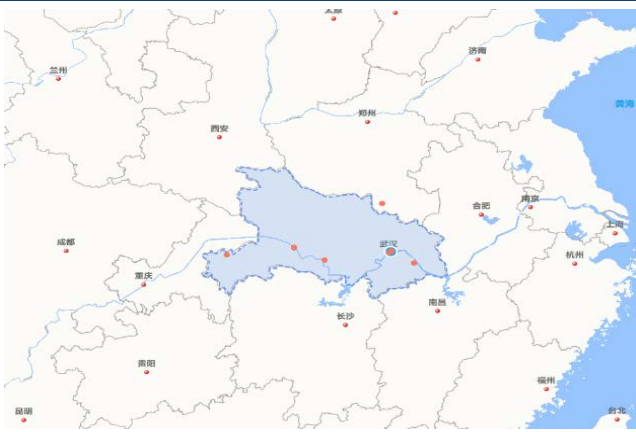 太原
济南
兰州
黄海
郑州
西安
合肥
南京
上海
成都
武汉
杭州
重庆
南昌
长沙
贵阳
福州
昆明
台北